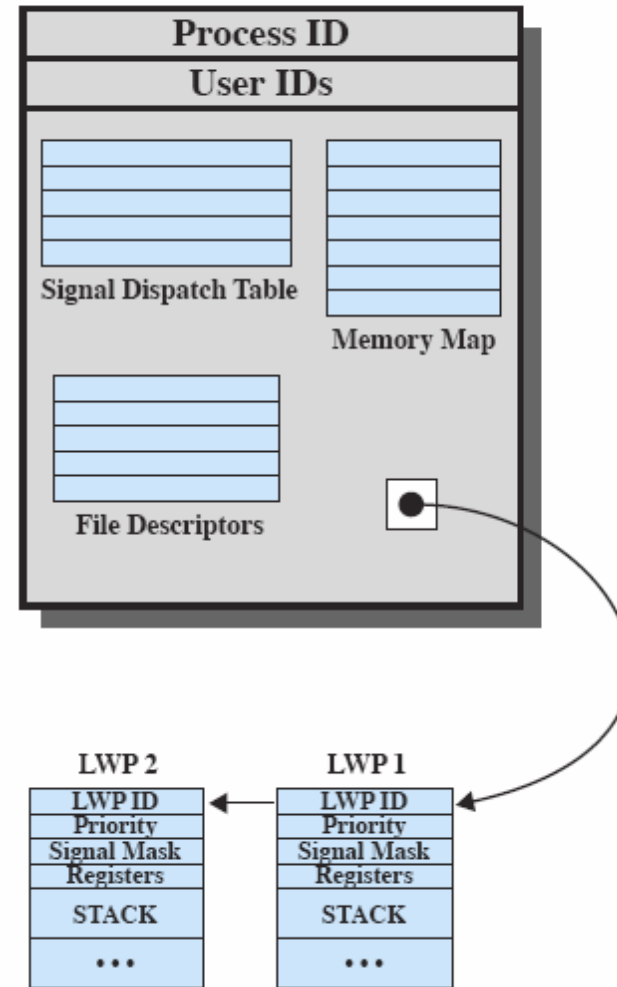 Process ID
User IDs
Signal Dispatch Table
Memory Map
File Descriptors
LWP 2
LWP ID
Priority
Signal Mask
Registers
STACK
•••
LWP 1
LWP ID
Priority
Signal Mask
Registers
STACK
•••